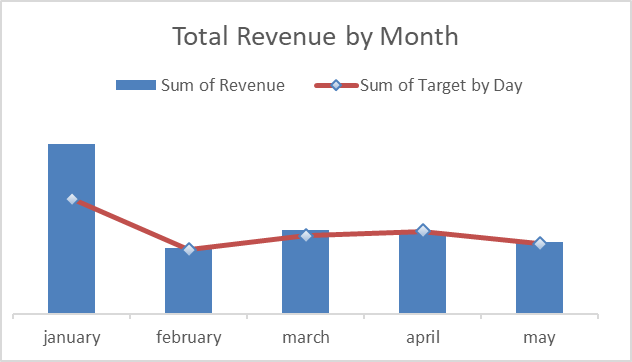 Total Revenue by Month
Sum of Revenue Sum of Target by Day
january february march april may